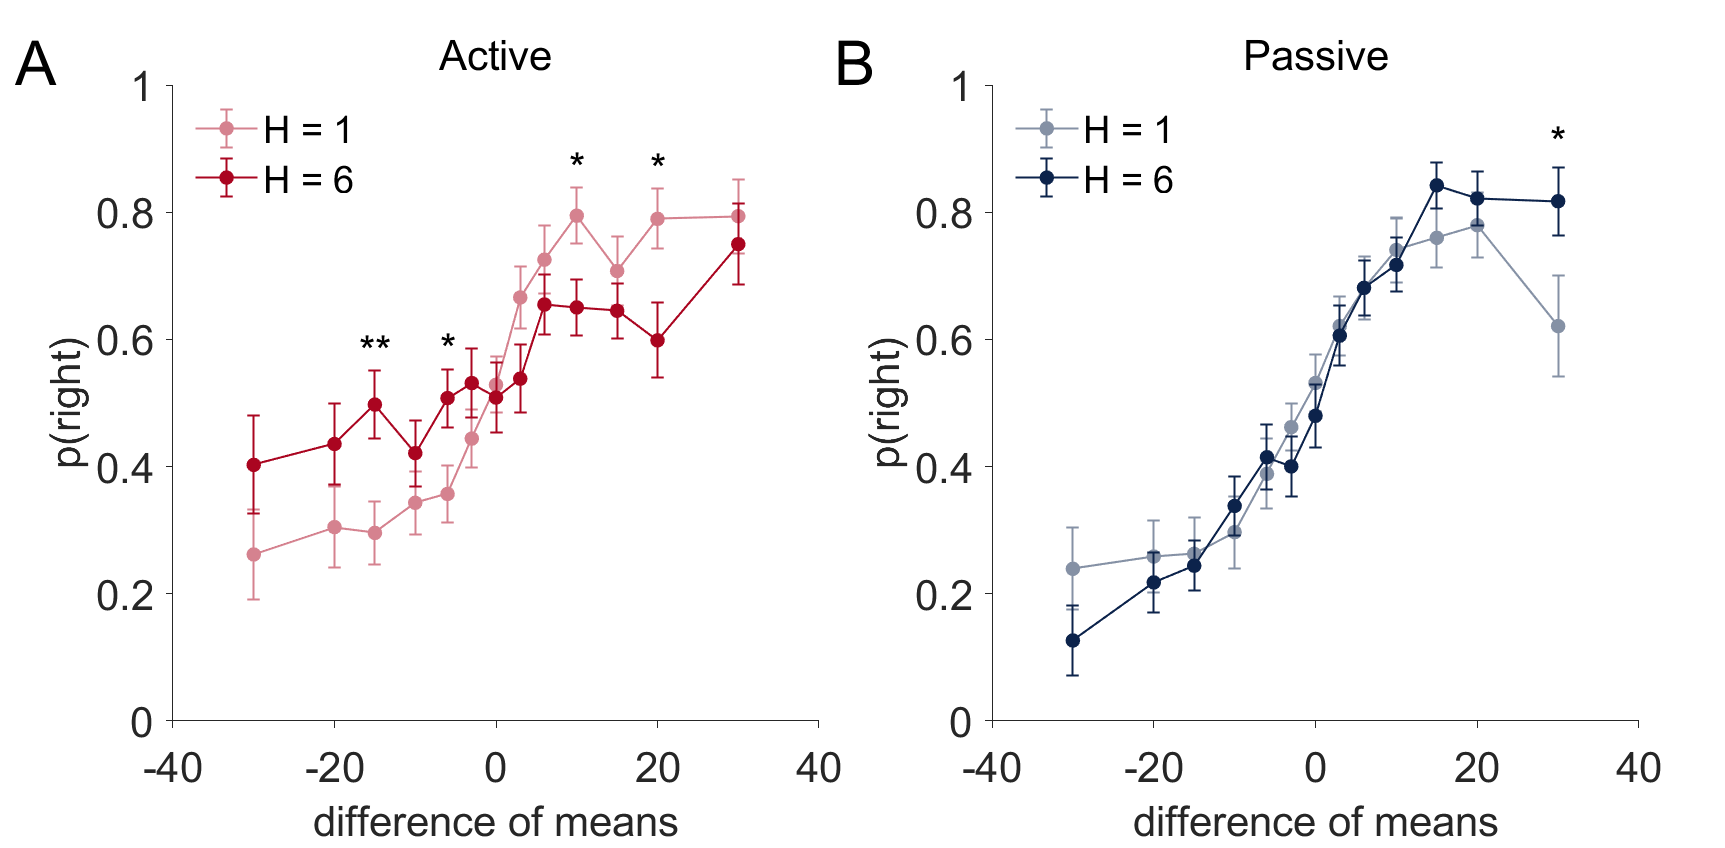 A
Active
H = 1
H = 6
1
0.8
0.6
0.4
0.2
0
p(right)
**
*
*
*
-40
-20
0
20
40
difference of means
B
Passive
H = 1
H = 6
1
0.8
0.6
0.4
0.2
0
p(right)
*
-40
-20
0
20
40
difference of means